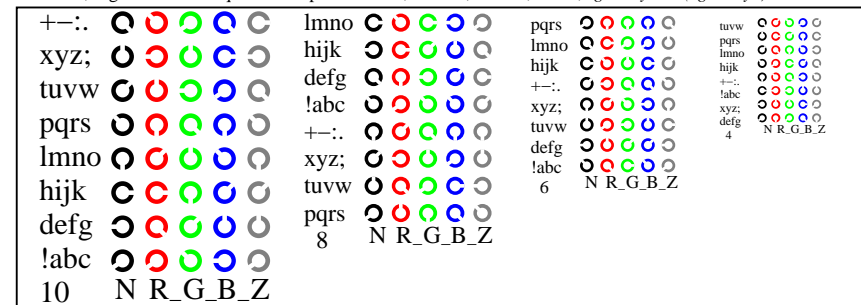 +−:.
xyz;
tuvw
pqrs
lmno
hijk
defg
!abc
10 N R_G_B_Z
lmno
hijk
defg
!abc
+−:.
xyz;
tuvw
pqrs
8 N R_G_B_Z
pqrs
lmno
hijk
+−:.
xyz;
tuvw
defg
!abc
6 N R_G_B_Z
tuvw
pqrs
lmno
hijk
+−:.
!abc
xyz;
defg
4 N R_G_B_Z